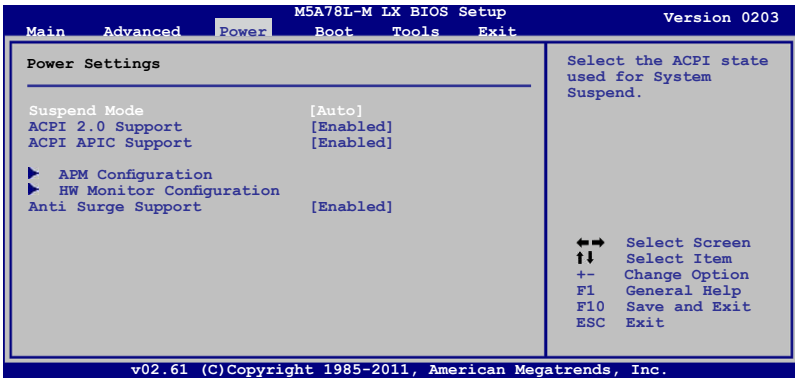 M5A78L-M LX BIOS Setup
Version 0203
Main Advanced Power Boot Tools Exit
Power Settings
Suspend Mode [Auto]
ACPI 2.0 Support [Enabled]
ACPI APIC Support [Enabled]
APM Configuration
HW Monitor Configuration
Anti Surge Support [Enabled]
Select the ACPI state
used for System
Suspend.
←→ Select Screen
↑↓ Select Item
+- Change Option
F1 General Help
F10 Save and Exit
ESC Exit
v02.61 (C)Copyright 1985-2011, American Megatrends, Inc.